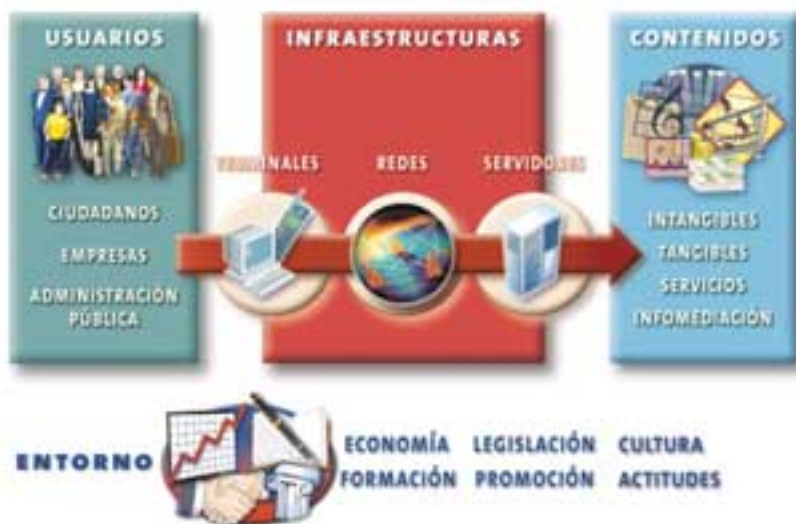 USUARIOS
CIUDADANOS
EMPRESAS
ADMINISTRACIÓN
PÚBLICA
INFRAESTRUCTURAS
TERMINALES REDES SERVIDORES
CONTENIDOS
INTANGIBLES
TANGIBLES
SERVICIOS
INFOMEDIACIÓN
ENTORNO
ECONOMÍA LEGISLACIÓN CULTURA
FORMACIÓN PROMOCIÓN ACTITUDES